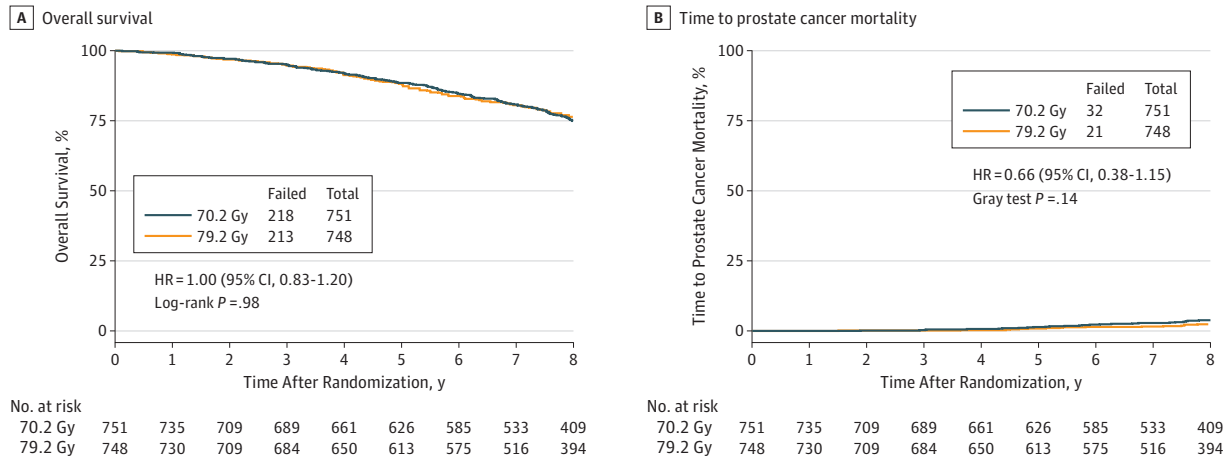 A Overall survival
100
75
50
25
0
Overall Survival, %
Failed Total
70.2 Gy 218 751
79.2 Gy 213 748
HR = 1.00 (95% CI, 0.83-1.20)
Log-rank P = .98
0 1 2 3 4 5 6 7 8
Time After Randomization, y
No. at risk
70.2 Gy 751 735 709 689 661 626 585 533 409
79.2 Gy 748 730 709 684 650 613 575 516 394
B Time to prostate cancer mortality
100
75
50
25
0
Time to Prostate Cancer Mortality, %
Failed Total
70.2 Gy 32 751
79.2 Gy 21 748
HR = 0.66 (95% CI, 0.38-1.15)
Gray test P = .14
0 1 2 3 4 5 6 7 8
Time After Randomization, y
No. at risk
70.2 Gy 751 735 709 689 661 626 585 533 409
79.2 Gy 748 730 709 684 650 613 575 516 394